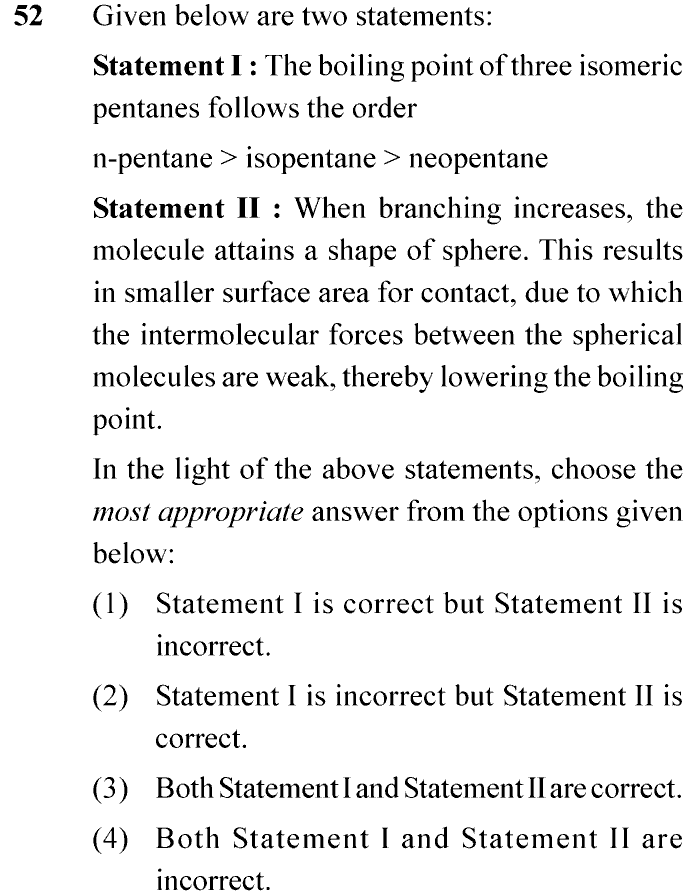 52 Given below are two statements:
Statement I : The boiling point of three isomeric
pentanes follows the order
n-pentane > isopentane > neopentane
Statement II : When branching increases, the
molecule attains a shape of sphere. This results
in smaller surface area for contact, due to which
the intermolecular forces between the spherical
molecules are weak, thereby lowering the boiling
point.
In the light of the above statements, choose the
most appropriate answer from the options given
below:
(1) Statement I is correct but Statement II is
incorrect.
(2) Statement I is incorrect but Statement II is
correct.
(3) Both Statement I and Statement II are correct.
(4) Both Statement I and Statement II are
incorrect.